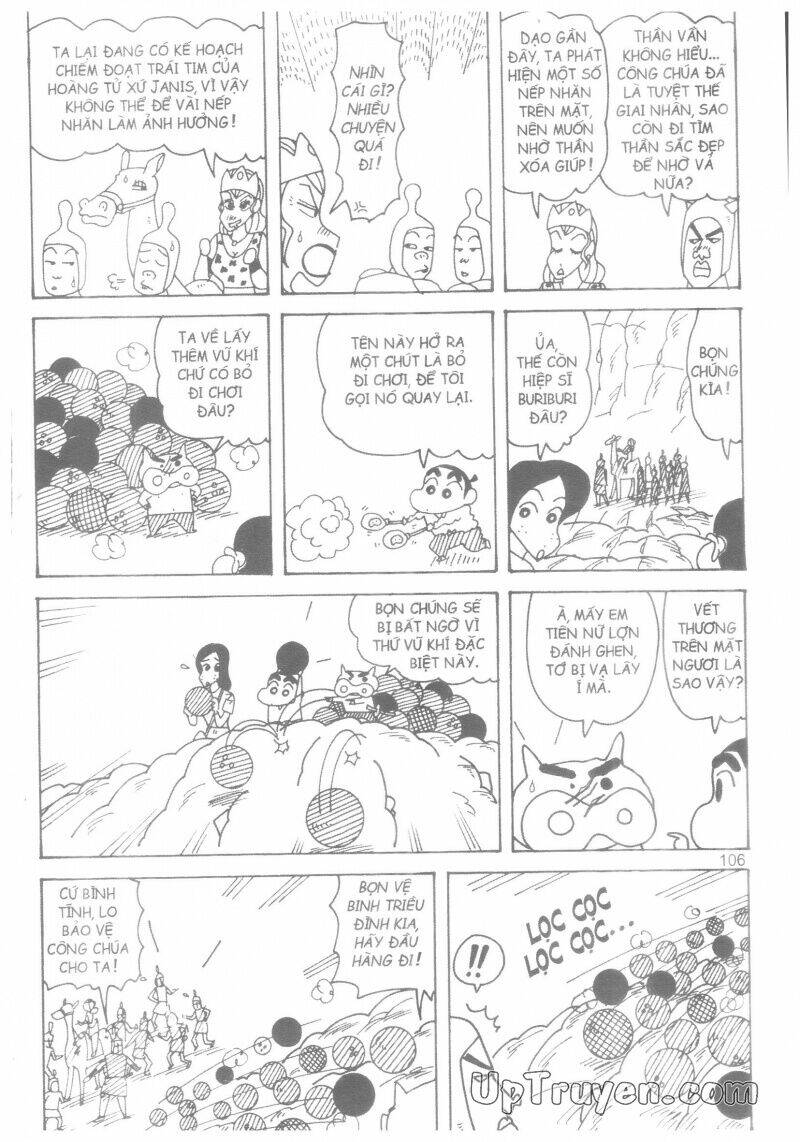 THẦN VẪN
KHÔNG HIỂU...
CÔNG CHÚA ĐÃ
LÀ TUYỆT THẾ
GIAI NHÂN, SAO
CÒN ĐI TÌM
THẦN SẮC ĐẸP
ĐỂ NHỜ VẢ
NỮA?
DẠO GẦN
ĐÂY, TA PHÁT
HIỆN MỘT SỐ
NẾP NHĂN
TRÊN MẶT,
NÊN MUỐN
NHỜ THẦN
XÓA GIÚP!
NHÌN
CÁI GÌ?
NHIỀU
CHUYỆN
QUÁ
ĐI!
TA LẠI ĐANG CÓ KẾ HOẠCH
CHIẾM ĐOẠT TRÁI TIM CỦA
HOÀNG TỬ XỨ JANIS, VÌ VẬY
KHÔNG THỂ ĐỂ VÀI NẾP
NHĂN LÀM ẢNH HƯỞNG!
BỌN
CHÚNG
KÌA!
ỦA,
THẾ CÒN
HIỆP SĨ
BURIBURI
ĐÂU?
TÊN NÀY HỞ RA
MỘT CHÚT LÀ BỎ
ĐI CHƠI, ĐỂ TÔI
GỌI NÓ QUAY LẠI.
TA VỀ LẤY
THÊM VŨ KHÍ
CHỨ CÓ BỎ
ĐI CHƠI
ĐÂU?
VẾT
THƯƠNG
TRÊN MẶT
NGƯƠI LÀ
SAO VẬY?
À, MẤY EM
TIÊN NỮ LỢN
ĐÁNH GHEN,
TỚ BỊ VẠ LÂY
Í MÀ.
BỌN CHÚNG SẼ
BỊ BẤT NGỜ VÌ
THỨ VŨ KHÍ ĐẶC
BIỆT NÀY.
106
LỌC CỌC
LỌC CỌC...
!!
BỌN VỆ
BINH TRIỀU
ĐÌNH KIA,
HÃY ĐẦU
HÀNG ĐI!
CỨ BÌNH
TĨNH, LO
BẢO VỆ
CÔNG CHÚA
CHO TA!
UpTruyen.com